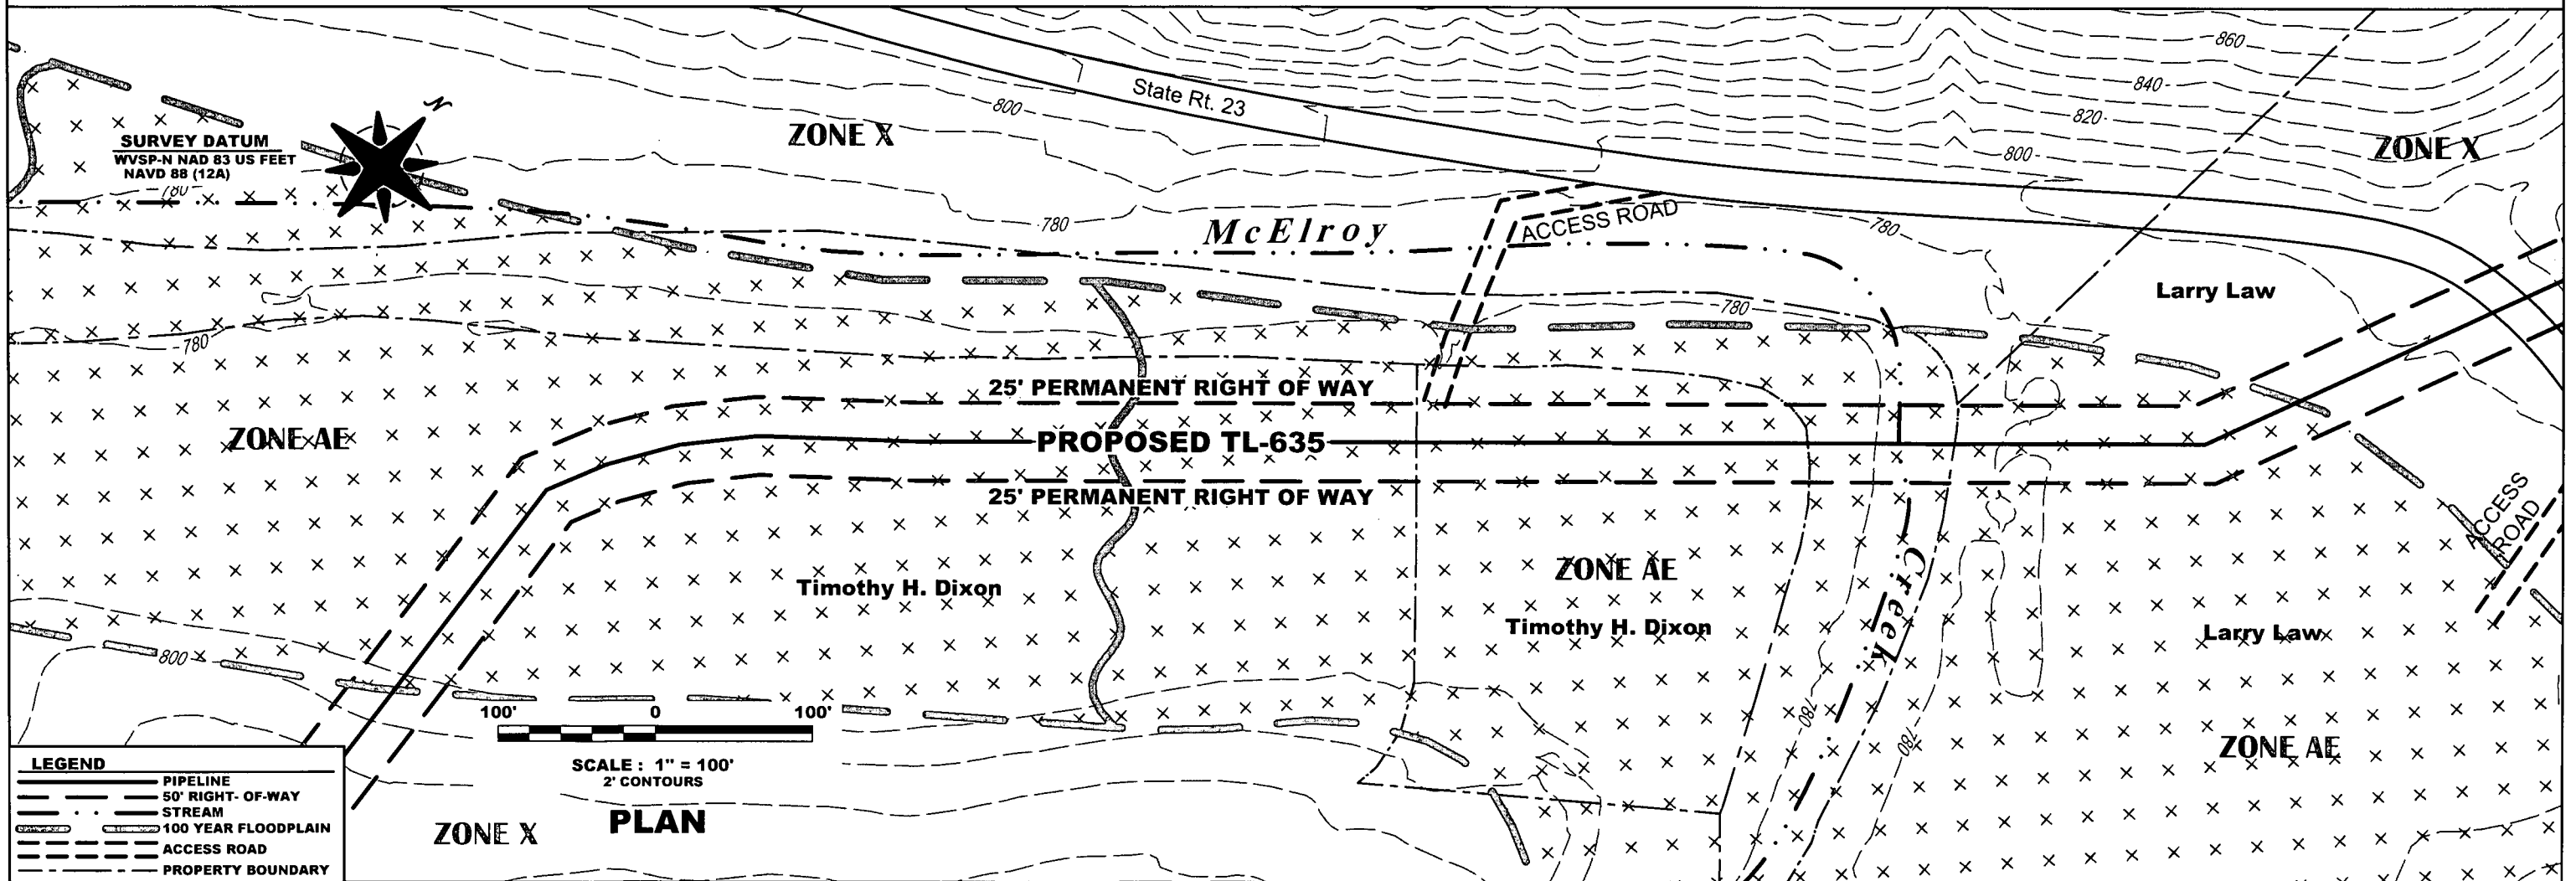 860
840
820
800
ZONE X
State Rt. 23
800
ZONE X
N
SURVEY DATUM
WVSP-N NAD 83 US FEET
NAVD 88 (12A)
780
780
McElroy
ACCESS ROAD
780
Larry Law
780
780
25' PERMANENT RIGHT OF WAY
ZONE AE
PROPOSED TL-635
25' PERMANENT RIGHT OF WAY
ACCESS
ROAD
Timothy H. Dixon
ZONE AE
Timothy H. Dixon
Creek
Larry Law
800
780
780
ZONE AE
100' 0 100'
SCALE : 1" = 100'
2' CONTOURS
PLAN
ZONE X
LEGEND
PIPELINE
50' RIGHT- OF-WAY
STREAM
100 YEAR FLOODPLAIN
ACCESS ROAD
PROPERTY BOUNDARY